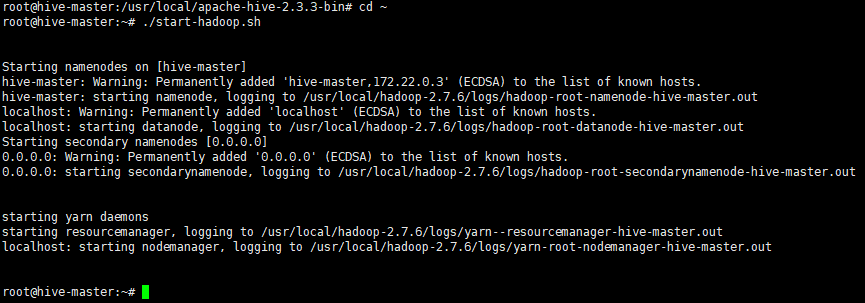 root@hive-master:/usr/local/apache-hive-2.3.3-bin# cd ~
root@hive-master:~# ./start-hadoop.sh
Starting namenodes on [hive-master]
hive-master: Warning: Permanently added 'hive-master,172.22.0.3' (ECDSA) to the list of known hosts.
hive-master: starting namenode, logging to /usr/local/hadoop-2.7.6/logs/hadoop-root-namenode-hive-master.out
localhost: Warning: Permanently added 'localhost' (ECDSA) to the list of known hosts.
localhost: starting datanode, logging to /usr/local/hadoop-2.7.6/logs/hadoop-root-datanode-hive-master.out
Starting secondary namenodes [0.0.0.0]
0.0.0.0: Warning: Permanently added '0.0.0.0' (ECDSA) to the list of known hosts.
0.0.0.0: starting secondarynamenode, logging to /usr/local/hadoop-2.7.6/logs/hadoop-root-secondarynamenode-hive-master.out
starting yarn daemons
starting resourcemanager, logging to /usr/local/hadoop-2.7.6/logs/yarn--resourcemanager-hive-master.out
localhost: starting nodemanager, logging to /usr/local/hadoop-2.7.6/logs/yarn-root-nodemanager-hive-master.out
root@hive-master:~#